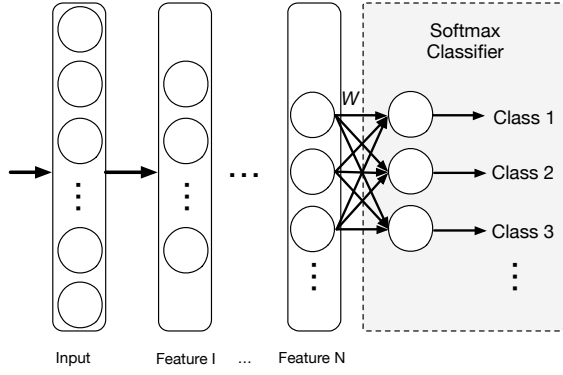 Softmax
Classifier
W
Class 1
Class 2
Class 3
Input
Feature I
...
Feature N